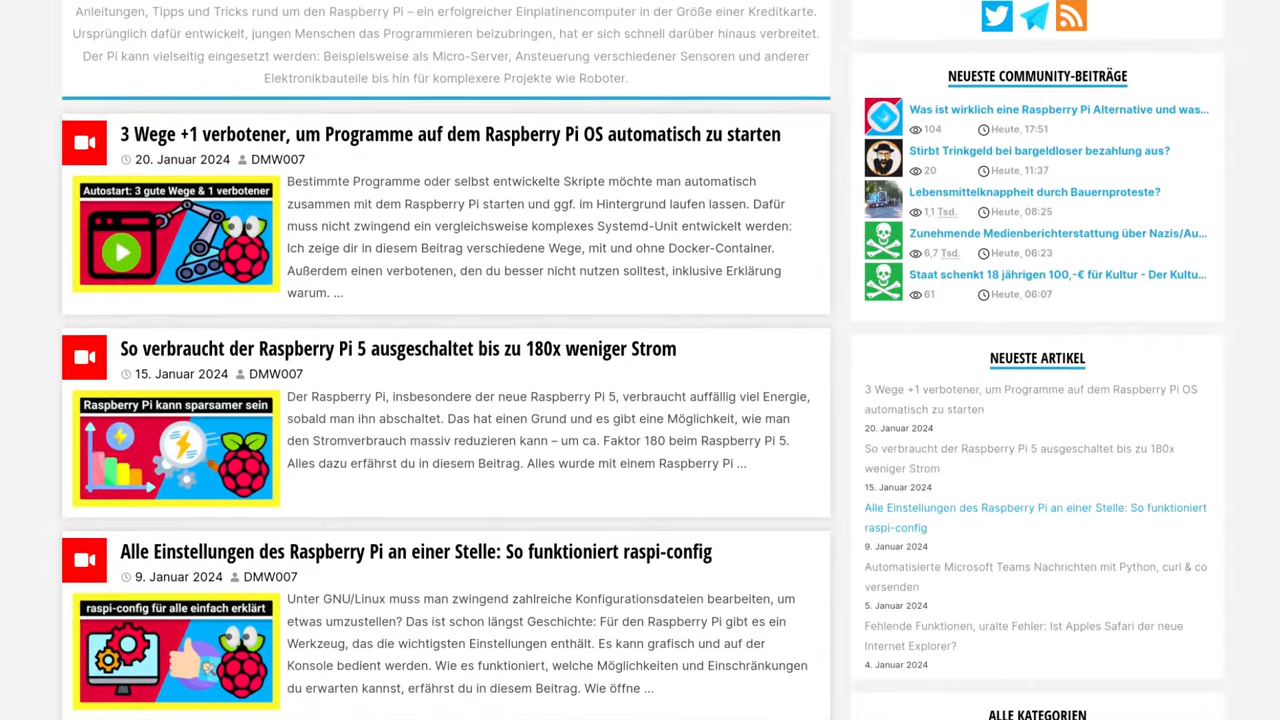 Anleitungen, Tipps und Tricks rund um den Raspberry Pi – ein erfolgreicher Einplatinencomputer in der Größe einer Kreditkarte.
Ursprünglich dafür entwickelt, jungen Menschen das Programmieren beizubringen, hat er sich schnell darüber hinaus verbreitet.
Der Pi kann vielseitig eingesetzt werden: Beispielsweise als Micro-Server, Ansteuerung verschiedener Sensoren und anderer
Elektronikbauteile bis hin für komplexere Projekte wie Roboter.
3 Wege +1 verbotener, um Programme auf dem Raspberry Pi OS automatisch zu starten
20. Januar 2024 DMW007
Autostart: 3 gute Wege & 1 verbotener
Bestimmte Programme oder selbst entwickelte Skripte möchte man automatisch
zusammen mit dem Raspberry Pi starten und ggf. im Hintergrund laufen lassen. Dafür
muss nicht zwingend ein vergleichsweise komplexes Systemd-Unit entwickelt werden:
Ich zeige dir in diesem Beitrag verschiedene Wege, mit und ohne Docker-Container.
Außerdem einen verbotenen, den du besser nicht nutzen solltest, inklusive Erklärung
warum. ...
So verbraucht der Raspberry Pi 5 ausgeschaltet bis zu 180x weniger Strom
15. Januar 2024 DMW007
Raspberry Pi kann sparsamer sein
Der Raspberry Pi, insbesondere der neue Raspberry Pi 5, verbraucht auffällig viel Energie,
sobald man ihn abschaltet. Das hat einen Grund und es gibt eine Möglichkeit, wie man
den Stromverbrauch massiv reduzieren kann – um ca. Faktor 180 beim Raspberry Pi 5.
Alles dazu erfährst du in diesem Beitrag. Alles wurde mit einem Raspberry Pi ...
Alle Einstellungen des Raspberry Pi an einer Stelle: So funktioniert raspi-config
9. Januar 2024 DMW007
raspi-config für alle einfach erklärt
Unter GNU/Linux muss man zwingend zahlreiche Konfigurationsdateien bearbeiten, um
etwas umzustellen? Das ist schon längst Geschichte: Für den Raspberry Pi gibt es ein
Werkzeug, das die wichtigsten Einstellungen enthält. Es kann grafisch und auf der
Konsole bedient werden. Wie es funktioniert, welche Möglichkeiten und Einschränkungen
du erwarten kannst, erfährst du in diesem Beitrag. Wie öffne ...
NEUESTE COMMUNITY-BEITRÄGE
Was ist wirklich eine Raspberry Pi Alternative und was...
104 Heute, 17:51
Stirbt Trinkgeld bei bargeldloser bezahlung aus?
20 Heute, 11:37
Lebensmittelknappheit durch Bauernproteste?
1,1 Tsd. Heute, 08:25
Zunehmende Medienberichterstattung über Nazis/Au...
6,7 Tsd. Heute, 06:23
Staat schenkt 18 jährigen 100,-€ für Kultur - Der Kultu...
61 Heute, 06:07
NEUESTE ARTIKEL
3 Wege +1 verbotener, um Programme auf dem Raspberry Pi OS
automatisch zu starten
20. Januar 2024
So verbraucht der Raspberry Pi 5 ausgeschaltet bis zu 180x
weniger Strom
15. Januar 2024
Alle Einstellungen des Raspberry Pi an einer Stelle: So funktioniert
raspi-config
9. Januar 2024
Automatisierte Microsoft Teams Nachrichten mit Python, curl & co
versenden
5. Januar 2024
Fehlende Funktionen, uralte Fehler: Ist Apples Safari der neue
Internet Explorer?
4. Januar 2024
ALLE KATEGORIEN